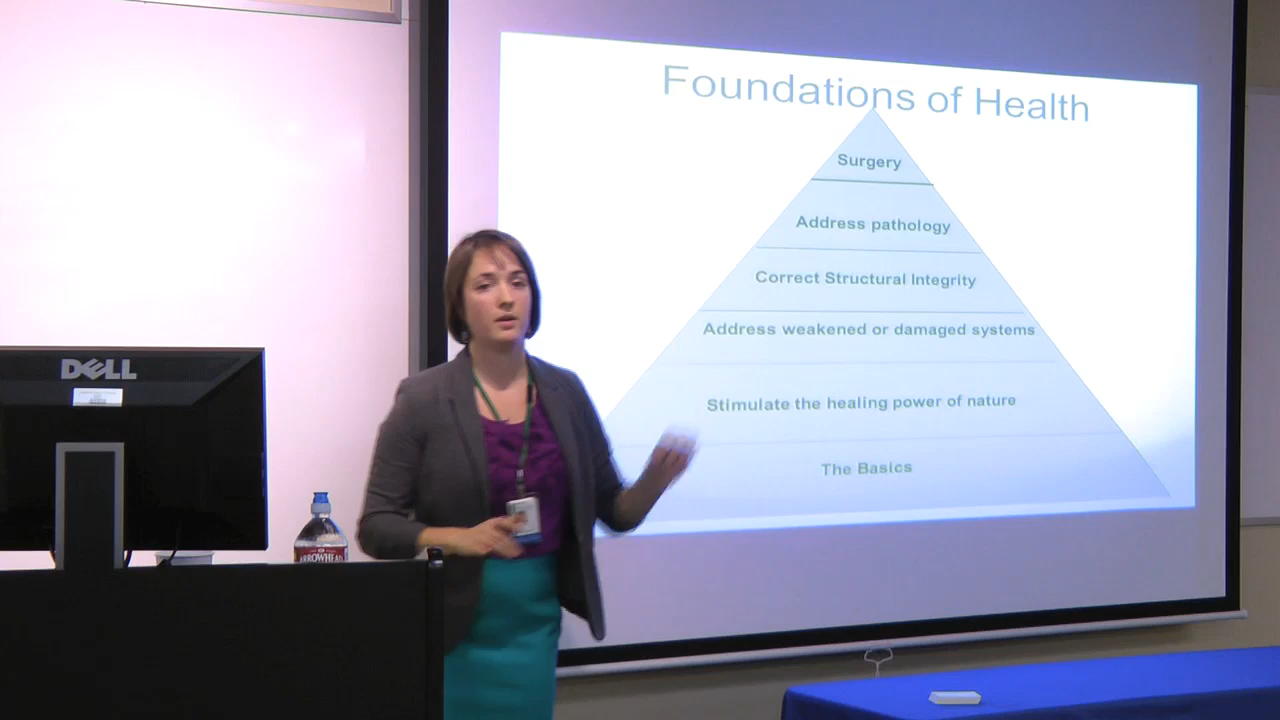 Foundations of Health
Surgery
Address pathology
Correct Structural Integrity
Address weakened or damaged systems
Stimulate the healing power of nature
The Basics
DELL
ARROWHEAD